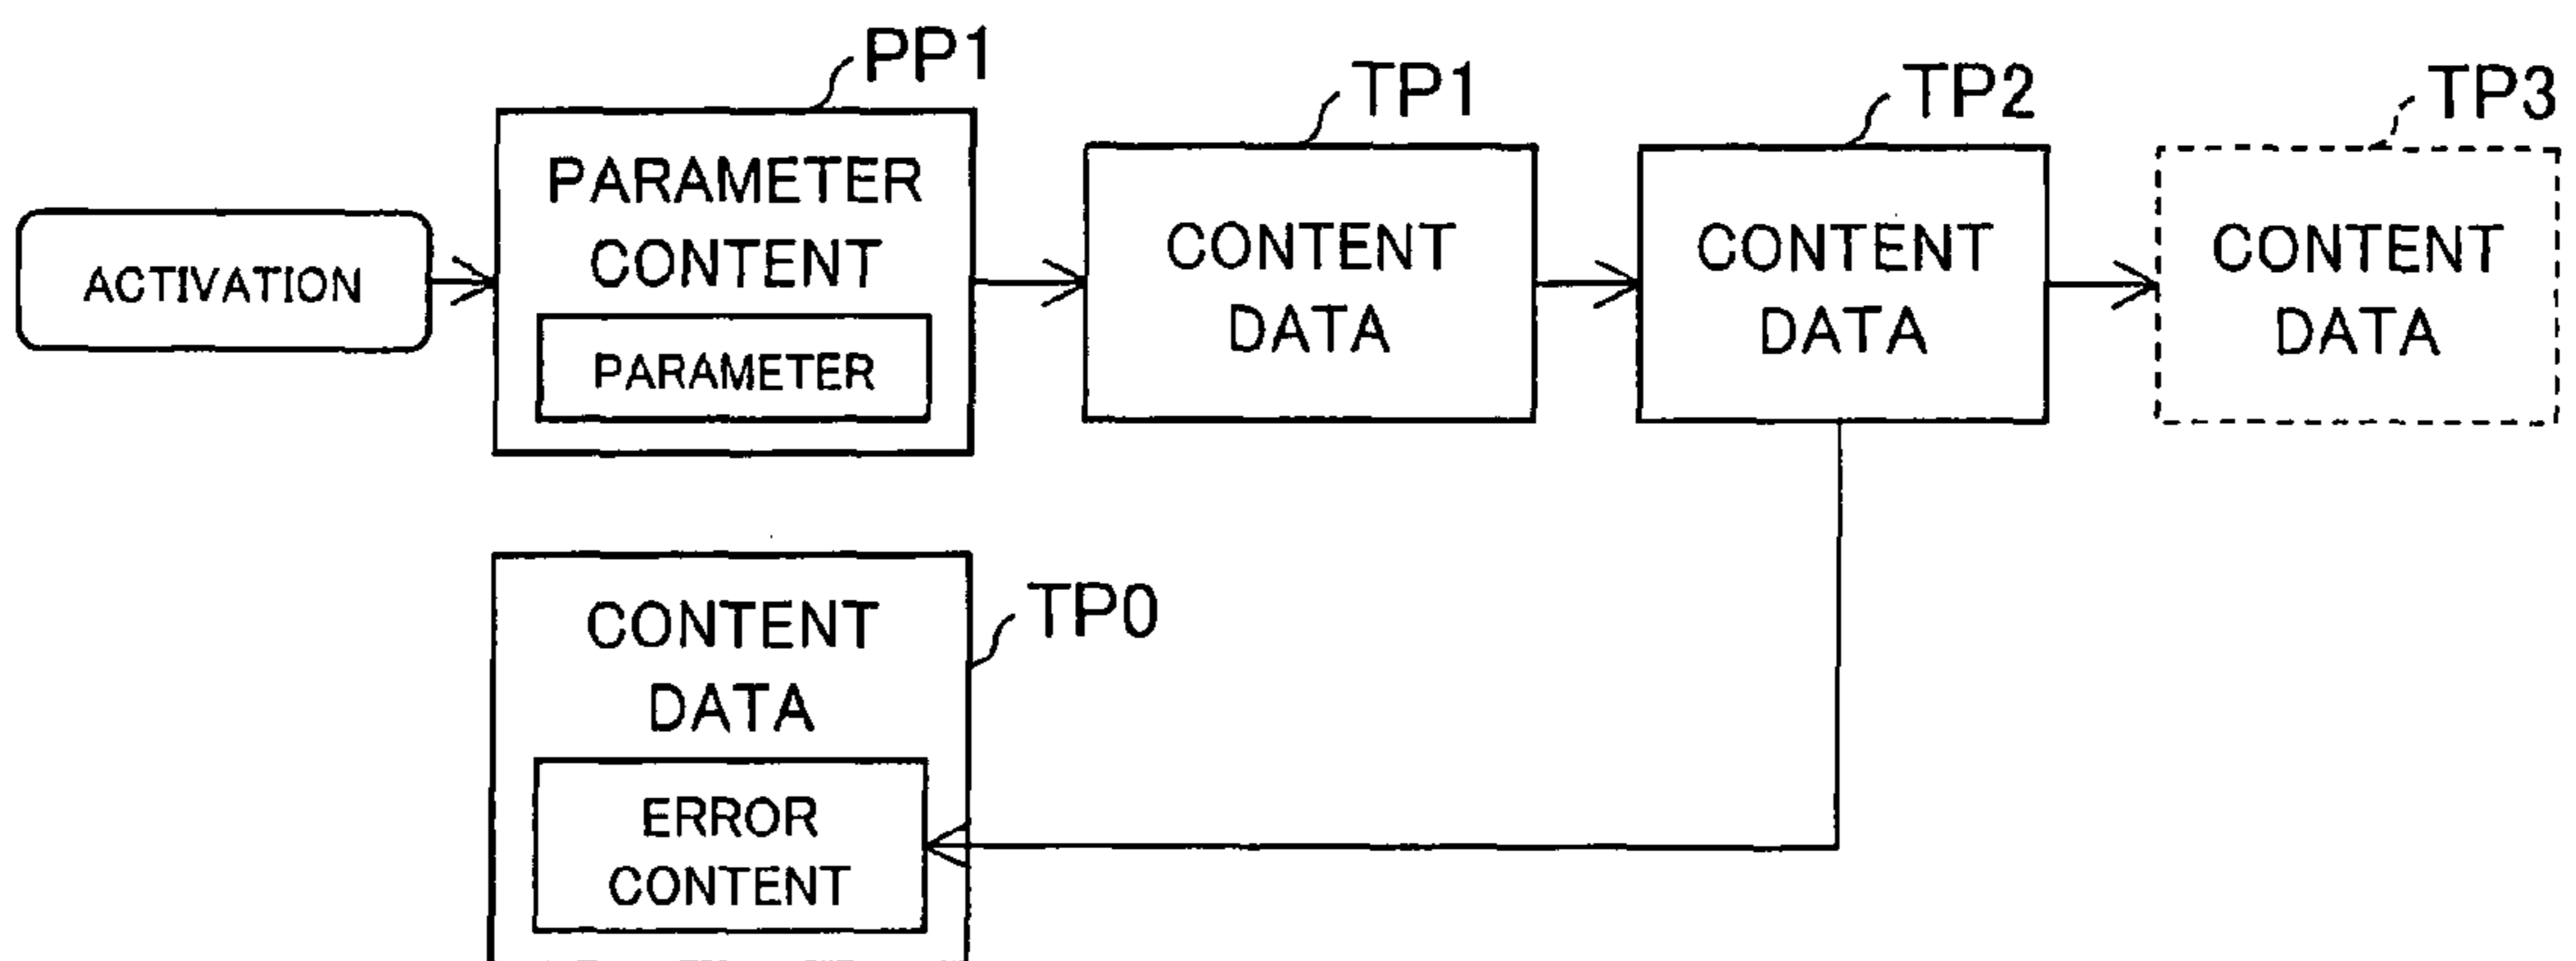 PP1
TP1
TP2
TP3
ACTIVATION
PARAMETER
CONTENT
PARAMETER
CONTENT
DATA
CONTENT
DATA
CONTENT
DATA
TP0
CONTENT
DATA
ERROR
CONTENT